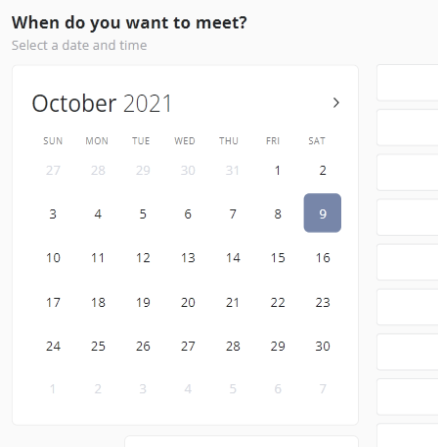 When do you want to meet?
Select a date and time
October 2021 >
SUN MON TUE WED THU FRI SAT
27 28 29 30 31 1 2
3 4 5 6 7 8 9
10 11 12 13 14 15 16
17 18 19 20 21 22 23
24 25 26 27 28 29 30
1 2 3 4 5 6 7